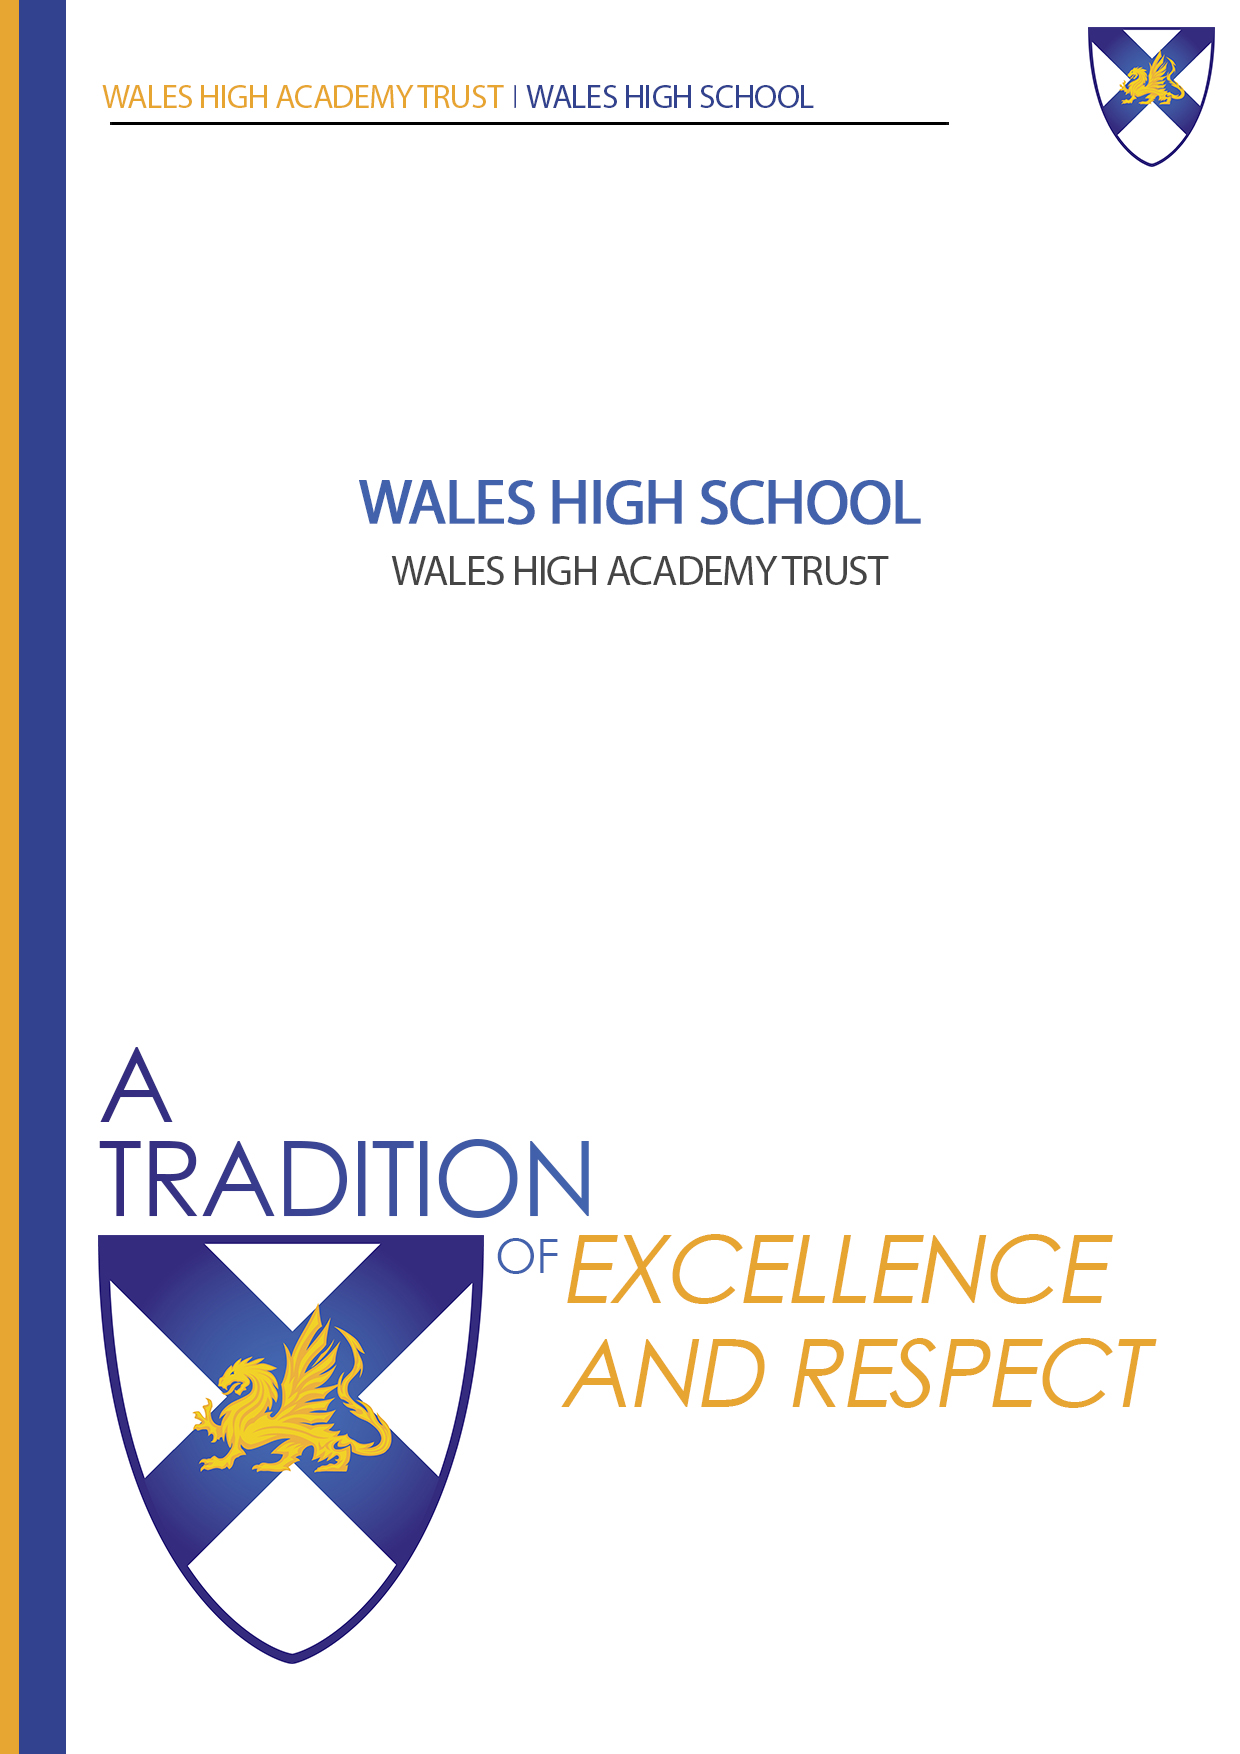 WALES HIGH ACADEMY TRUST | WALES HIGH SCHOOL
WALES HIGH SCHOOL
WALES HIGH ACADEMY TRUST
A
TRADITION
OF EXCELLENCE
AND RESPECT